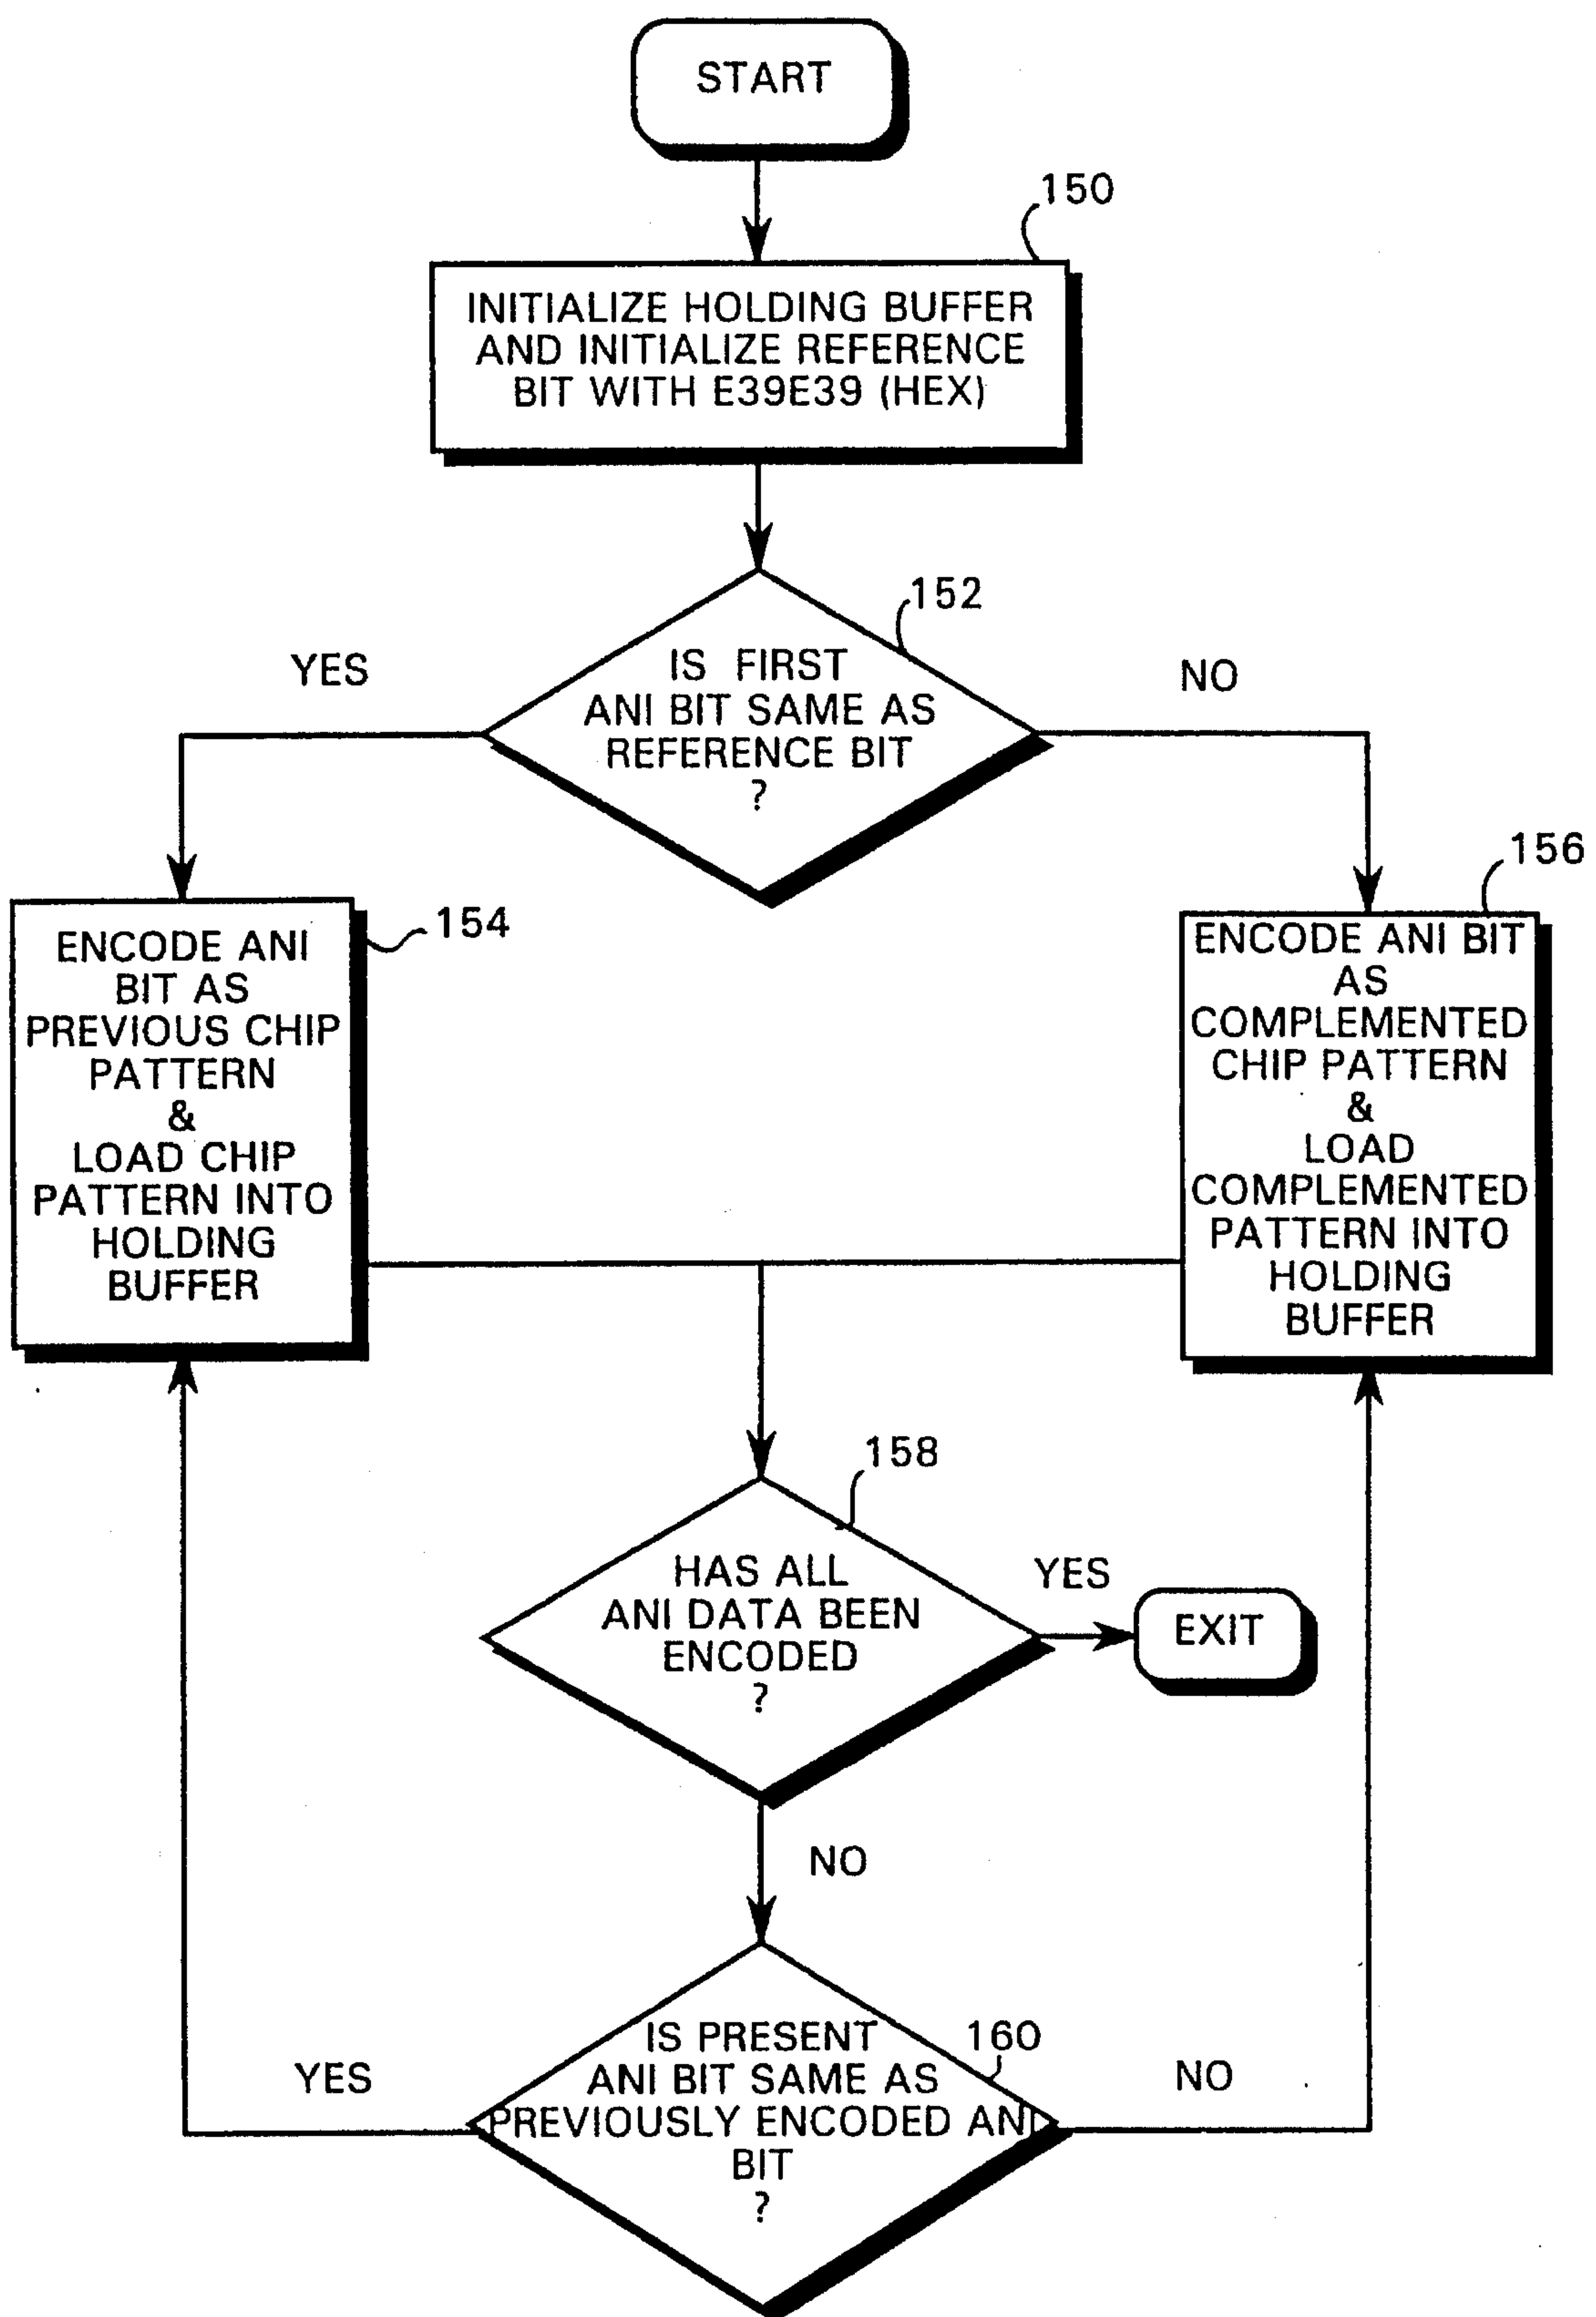 START
150
INITIALIZE HOLDING BUFFER
AND INITIALIZE REFERENCE
BIT WITH E39E39 (HEX)
152
IS FIRST
ANI BIT SAME AS
REFERENCE BIT
?
YES
NO
154
ENCODE ANI
BIT AS
PREVIOUS CHIP
PATTERN
&
LOAD CHIP
PATTERN INTO
HOLDING
BUFFER
156
ENCODE ANI BIT
AS
COMPLEMENTED
CHIP PATTERN
&
LOAD
COMPLEMENTED
PATTERN INTO
HOLDING
BUFFER
158
HAS ALL
ANI DATA BEEN
ENCODED
?
YES
EXIT
NO
160
IS PRESENT
ANI BIT SAME AS
PREVIOUSLY ENCODED ANI
BIT
?
YES
NO